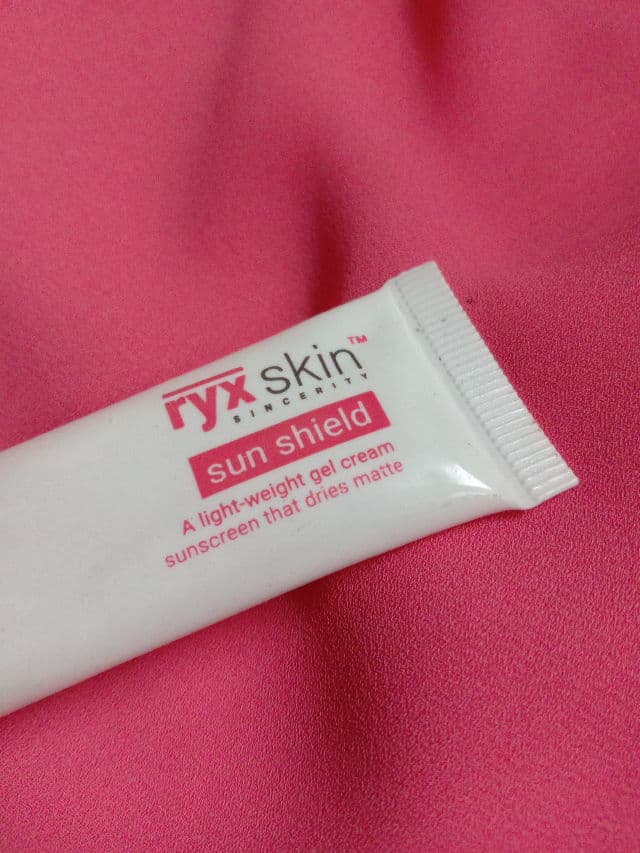 ryx skin™
SINCERITY
sun shield
A light-weight gel cream
sunscreen that dries matte